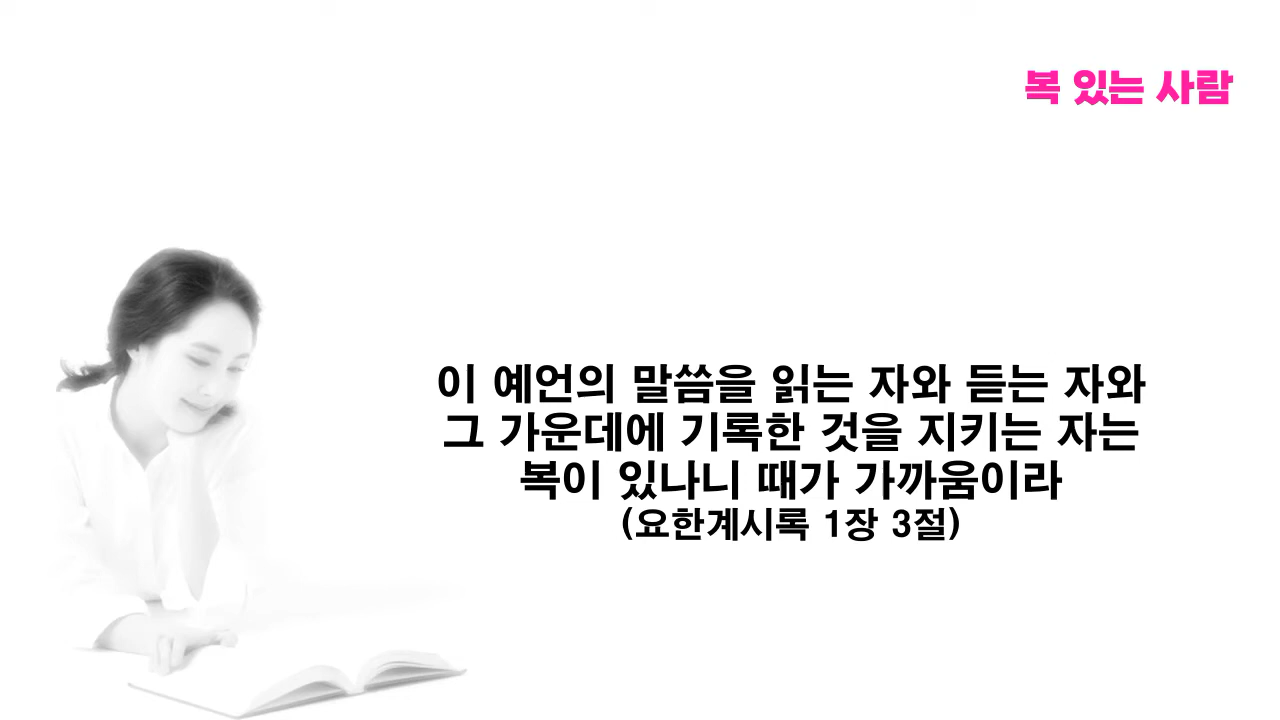 복 있는 사람
이 예언의 말씀을 읽는 자와 듣는 자와
그 가운데에 기록한 것을 지키는 자는
복이 있나니 때가 가까움이라
(요한계시록 1장 3절)